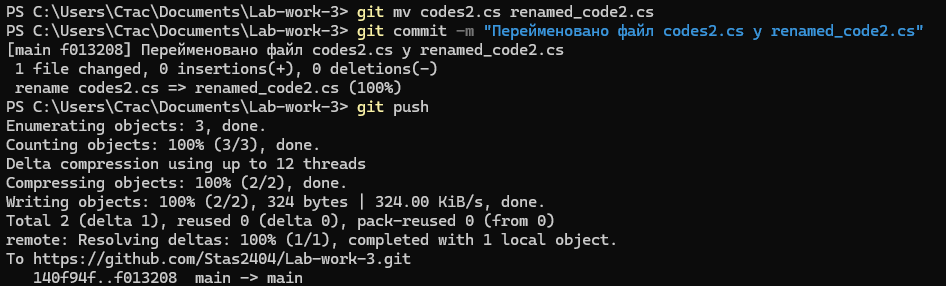 PS C:\Users\Стас\Documents\Lab-work-3> git mv codes2.cs renamed_code2.cs
PS C:\Users\Стас\Documents\Lab-work-3> git commit -m "Перейменовано файл codes2.cs у renamed_code2.cs"
[main f013208] Перейменовано файл codes2.cs у renamed_code2.cs
 1 file changed, 0 insertions(+), 0 deletions(-)
 rename codes2.cs => renamed_code2.cs (100%)
PS C:\Users\Стас\Documents\Lab-work-3> git push
Enumerating objects: 3, done.
Counting objects: 100% (3/3), done.
Delta compression using up to 12 threads
Compressing objects: 100% (2/2), done.
Writing objects: 100% (2/2), 324 bytes | 324.00 KiB/s, done.
Total 2 (delta 1), reused 0 (delta 0), pack-reused 0 (from 0)
remote: Resolving deltas: 100% (1/1), completed with 1 local object.
To https://github.com/Stas2404/Lab-work-3.git
   140f94f..f013208  main -> main